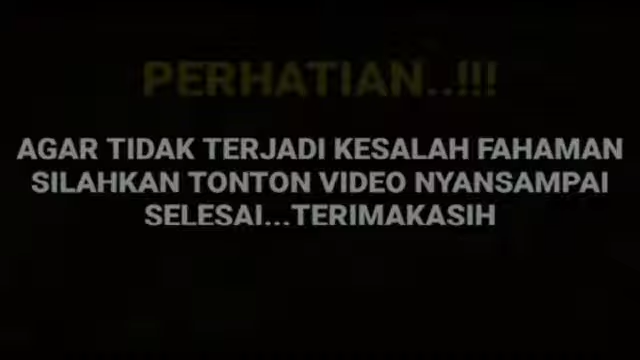 PERHATIAN..!!!
AGAR TIDAK TERJADI KESALAH FAHAMAN
SILAHKAN TONTON VIDEO NYANSAMPAI
SELESAI...TERIMAKASIH